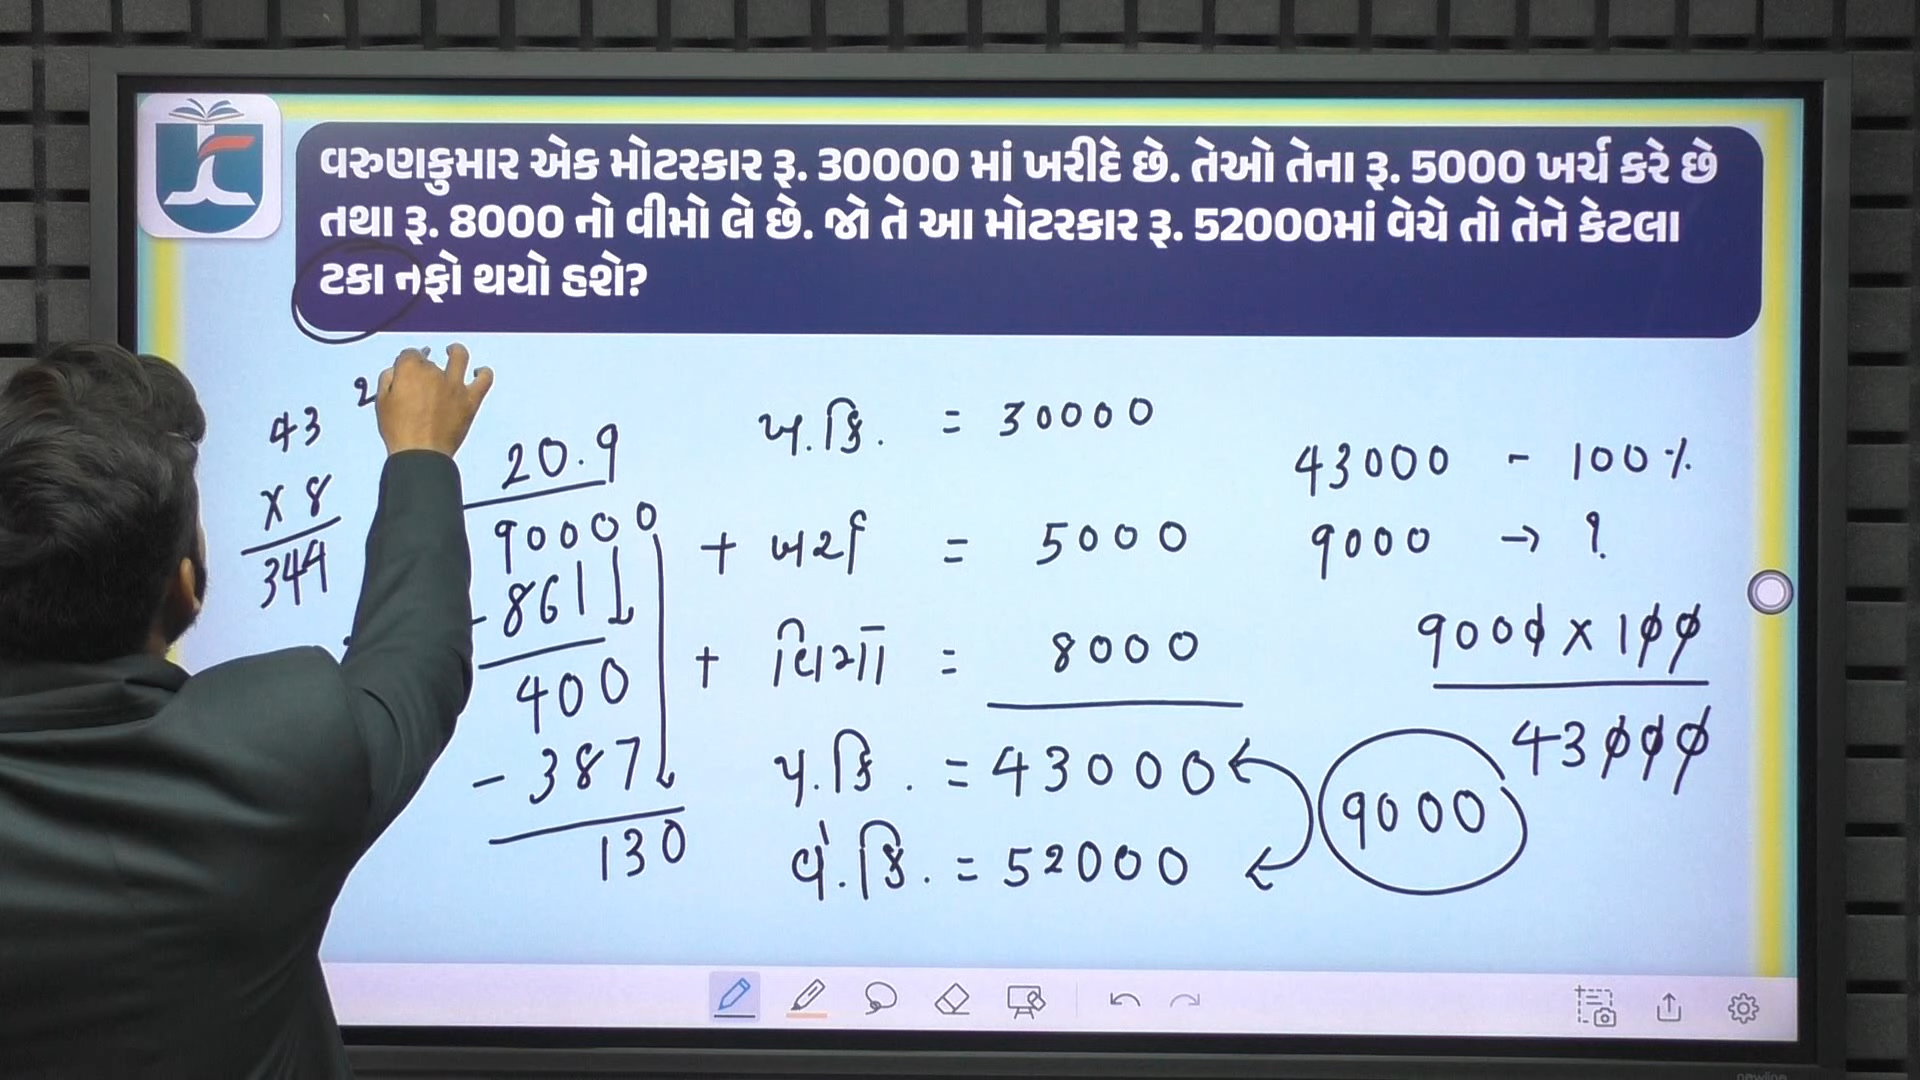 વરુણકુમાર એક મોટરકાર રૂ. 30000 માં ખરીદે છે. તેઓ તેના રૂ. 5000 ખર્ચ કરે છે
તથા રૂ. 8000 નો વીમો લે છે. જો તે આ મોટરકાર રૂ. 52000માં વેચે તો તેને કેટલા
ટકા નફો થયો હશે?
43
x 8
344
20.9
90000
- 861
400
- 387
130
ખ.કિ. = 30000
+ ખર્ચ = 5000
+ વિમો = 8000
પ.કિ. = 43000
વે.કિ. = 52000
9000
43000 - 100%
9000 → ?
9000 x 100
43000
newline